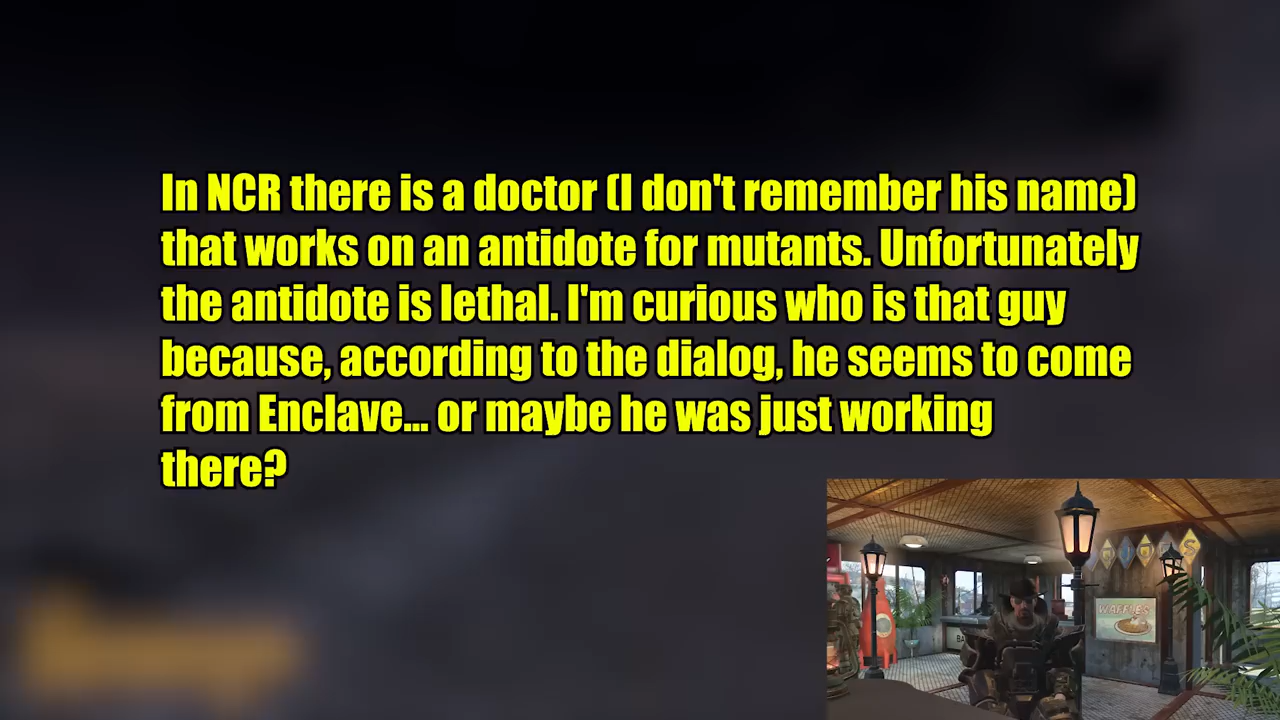 In NCR there is a doctor (I don't remember his name)
that works on an antidote for mutants. Unfortunately
the antidote is lethal. I'm curious who is that guy
because, according to the dialog, he seems to come
from Enclave... or maybe he was just working
there?
WAFFLES